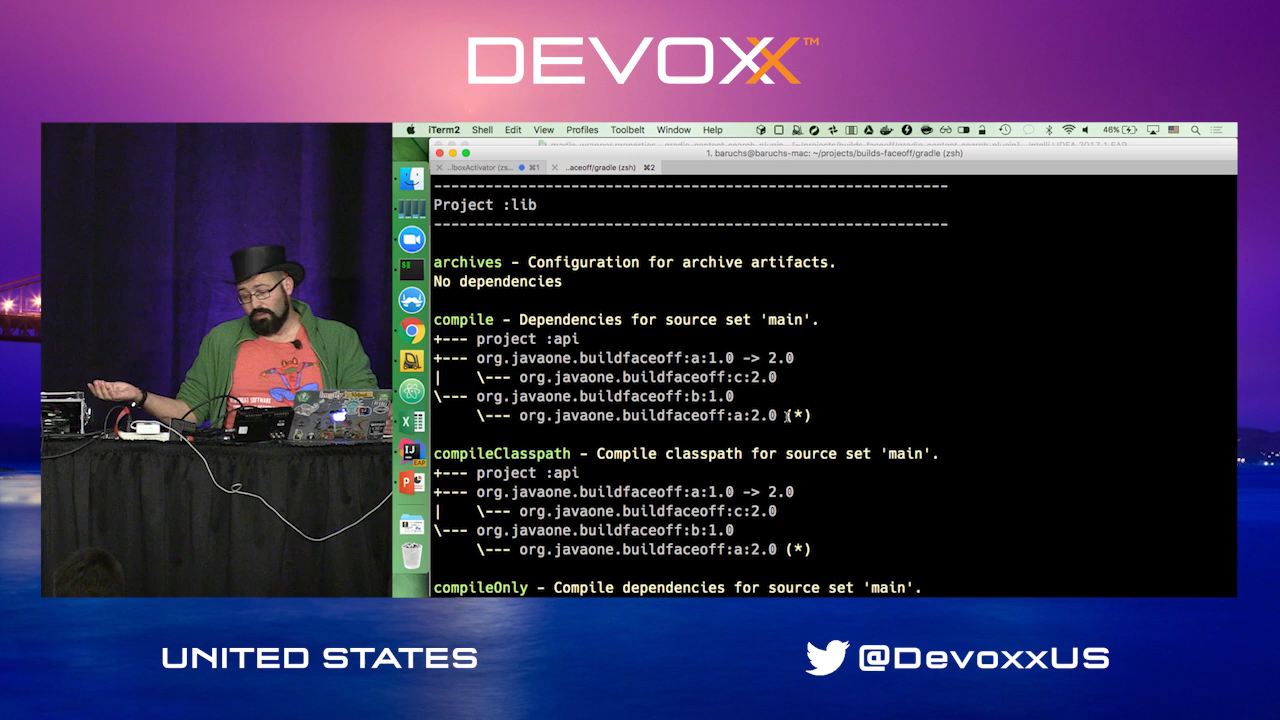 DEVOXX™
iTerm2 Shell Edit View Profiles Toolbelt Window Help 46%
1. baruchs@baruchs-mac: ~/projects/builds-faceoff/gradle (zsh)
..lboxActivator (zs... ⌘1 ..aceoff/gradle (zsh) ⌘2
------------------------------------------------------------
Project :lib
------------------------------------------------------------
archives - Configuration for archive artifacts.
No dependencies
compile - Dependencies for source set 'main'.
+--- project :api
+--- org.javaone.buildfaceoff:a:1.0 -> 2.0
|    \--- org.javaone.buildfaceoff:c:2.0
\--- org.javaone.buildfaceoff:b:1.0
     \--- org.javaone.buildfaceoff:a:2.0 (*)
compileClasspath - Compile classpath for source set 'main'.
+--- project :api
+--- org.javaone.buildfaceoff:a:1.0 -> 2.0
|    \--- org.javaone.buildfaceoff:c:2.0
\--- org.javaone.buildfaceoff:b:1.0
     \--- org.javaone.buildfaceoff:a:2.0 (*)
compileOnly - Compile dependencies for source set 'main'.
UNITED STATES
@DevoxxUS